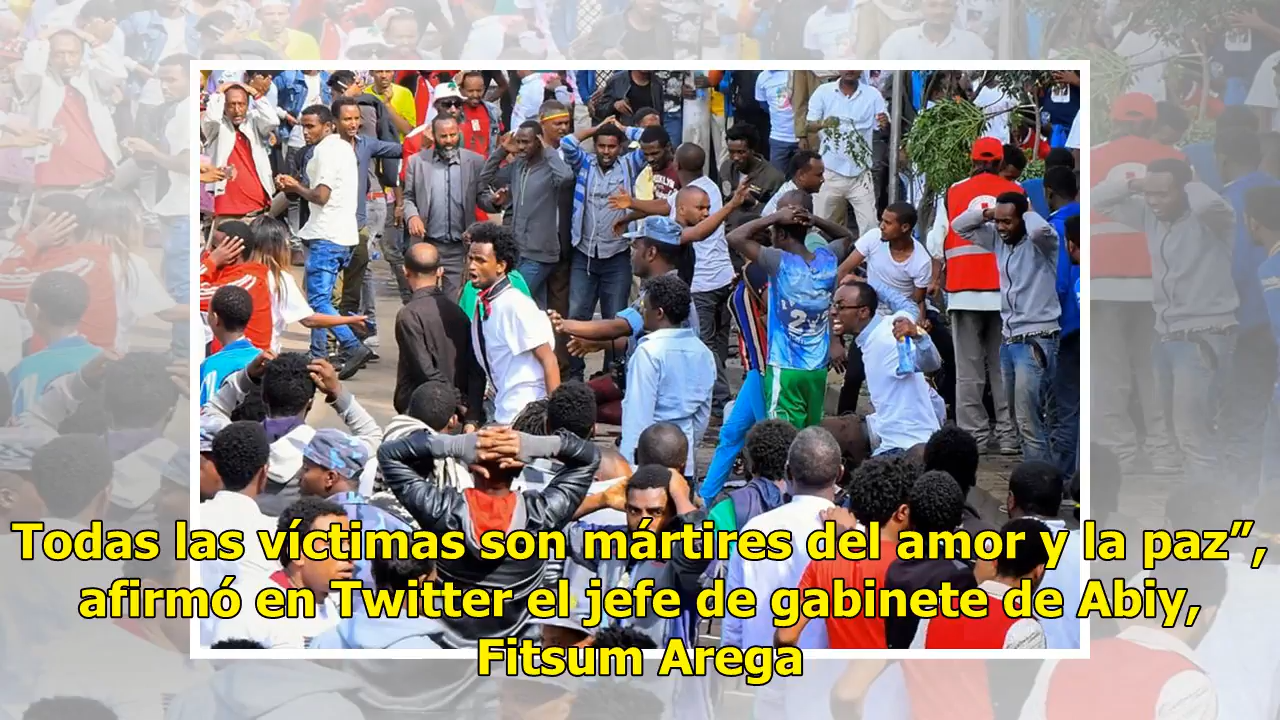 Todas las víctimas son mártires del amor y la paz”,
afirmó en Twitter el jefe de gabinete de Abiy,
Fitsum Arega